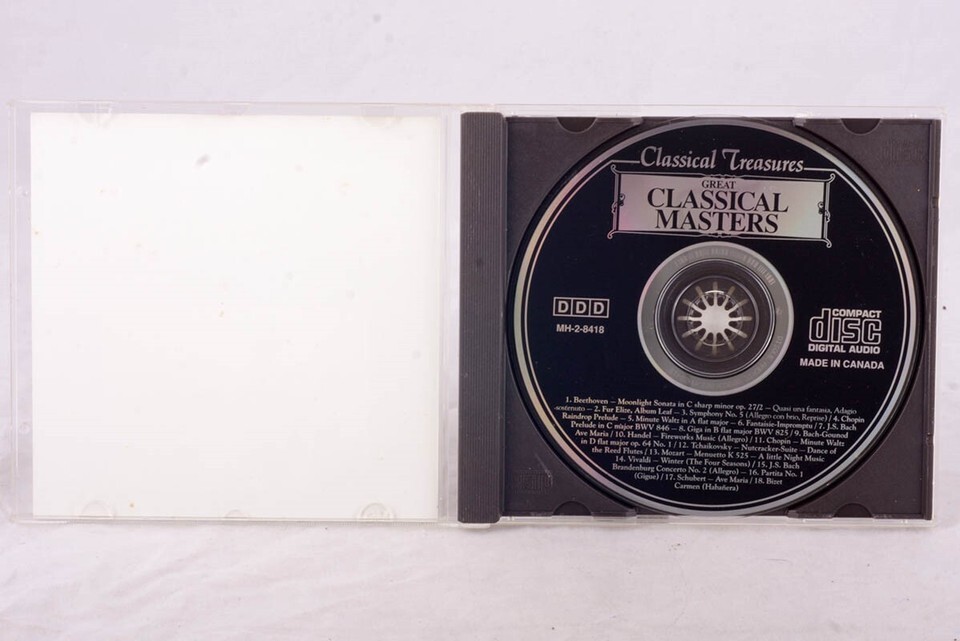 Classical Treasures
GREAT
CLASSICAL
MASTERS
DDD
MH-2-8418
COMPACT
disc
DIGITAL AUDIO
MADE IN CANADA
1. Beethoven – Moonlight Sonata in C sharp minor op. 27/2 – Quasi una fantasia, Adagio
-sostenuto – 2. Fur Elize, Album Leaf – 3. Symphony No. 5 (Allegro con brio, Reprise) / 4. Chopin
Raindrop Prelude – 5. Minute Waltz in A flat major – 6. Fantaisie-Impromptu / 7. J.S. Bach
Prelude in C major BWV 846 – 8. Giga in B flat major BWV 825 / 9. Bach-Gounod
Ave Maria / 10. Handel – Fireworks Music (Allegro) / 11. Chopin – Minute Waltz
in D flat major op. 64 No. 1 / 12. Tchaikovsky – Nutcracker-Suite – Dance of
the Reed Flutes / 13. Mozart – Menuetto K 525 – A little Night Music
14. Vivaldi – Winter (The Four Seasons) / 15. J.S. Bach
Brandenburg Concerto No. 2 (Allegro) – 16. Partita No. 1
(Gigue) / 17. Schubert – Ave Maria / 18. Bizet
Carmen (Habañera)